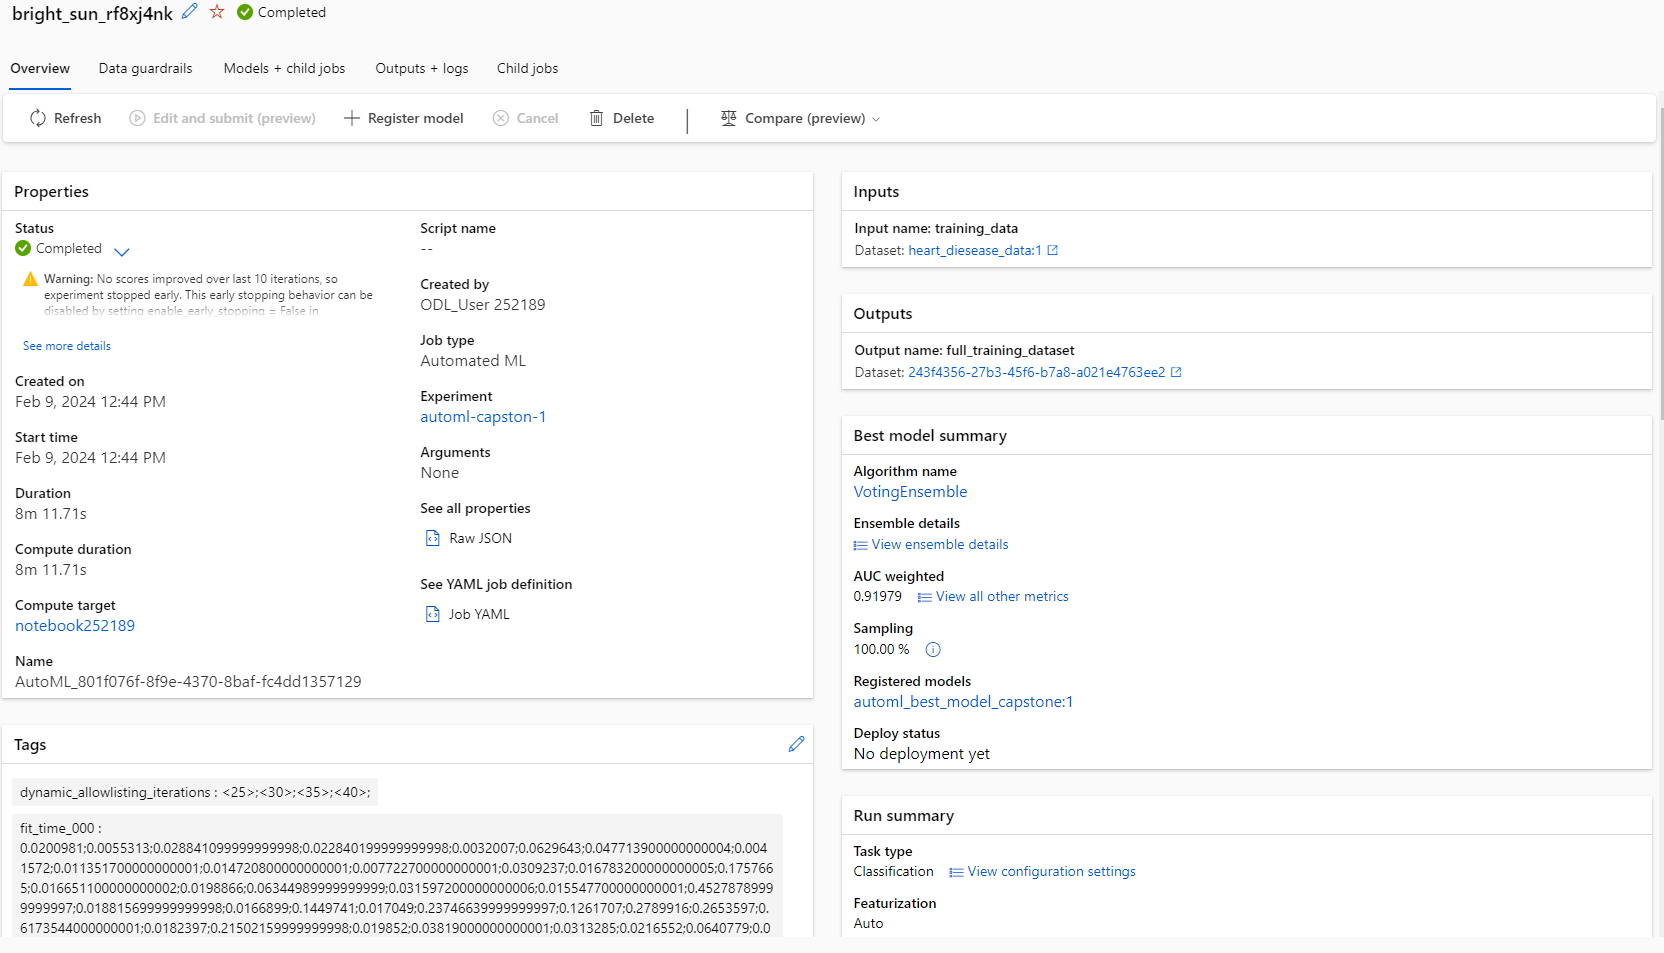 bright_sun_rf8xj4nk Completed
Overview Data guardrails Models + child jobs Outputs + logs Child jobs
Refresh Edit and submit (preview) Register model Cancel Delete Compare (preview)
Properties
Status
Completed
Warning: No scores improved over last 10 iterations, so
experiment stopped early. This early stopping behavior can be
disabled by setting enable_early_stopping = False in
See more details
Created on
Feb 9, 2024 12:44 PM
Start time
Feb 9, 2024 12:44 PM
Duration
8m 11.71s
Compute duration
8m 11.71s
Compute target
notebook252189
Name
AutoML_801f076f-8f9e-4370-8baf-fc4dd1357129
Script name
--
Created by
ODL_User 252189
Job type
Automated ML
Experiment
automl-capston-1
Arguments
None
See all properties
Raw JSON
See YAML job definition
Job YAML
Tags
dynamic_allowlisting_iterations : <25>;<30>;<35>;<40>;
fit_time_000 :
0.0200981;0.0055313;0.028841099999999998;0.022840199999999998;0.0032007;0.0629643;0.047713900000000004;0.004
1572;0.011351700000000001;0.014720800000000001;0.007722700000000001;0.0309237;0.016783200000000005;0.175766
5;0.016651100000000002;0.0198866;0.06344989999999999;0.031597200000000006;0.015547700000000001;0.4527878999
9999997;0.018815699999999998;0.0166899;0.1449741;0.017049;0.23746639999999997;0.1261707;0.2789916;0.2653597;0.
6173544000000001;0.0182397;0.21502159999999998;0.019852;0.03819000000000001;0.0313285;0.0216552;0.0640779;0.0
Inputs
Input name: training_data
Dataset: heart_diesease_data:1
Outputs
Output name: full_training_dataset
Dataset: 243f4356-27b3-45f6-b7a8-a021e4763ee2
Best model summary
Algorithm name
VotingEnsemble
Ensemble details
View ensemble details
AUC weighted
0.91979 View all other metrics
Sampling
100.00 %
Registered models
automl_best_model_capstone:1
Deploy status
No deployment yet
Run summary
Task type
Classification View configuration settings
Featurization
Auto